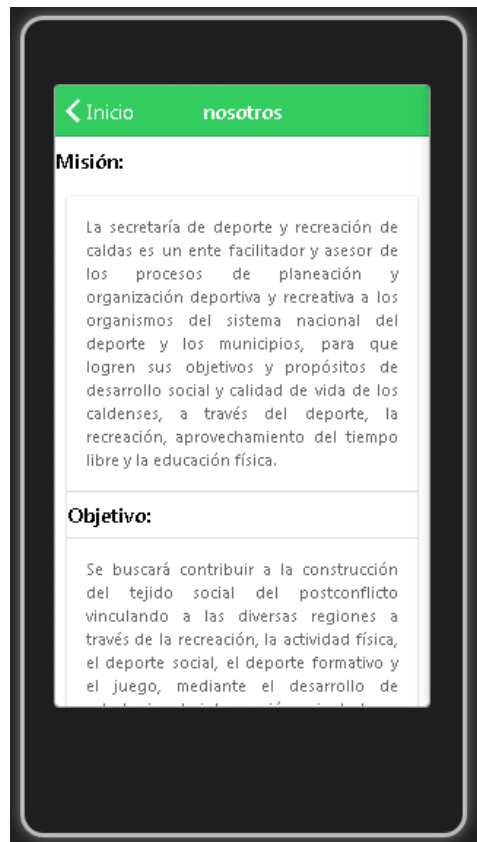 Inicio nosotros
Misión:
La secretaría de deporte y recreación de
caldas es un ente facilitador y asesor de
los procesos de planeación y
organización deportiva y recreativa a los
organismos del sistema nacional del
deporte y los municipios, para que
logren sus objetivos y propósitos de
desarrollo social y calidad de vida de los
caldenses, a través del deporte, la
recreación, aprovechamiento del tiempo
libre y la educación física.
Objetivo:
Se buscará contribuir a la construcción
del tejido social del postconflicto
vinculando a las diversas regiones a
través de la recreación, la actividad física,
el deporte social, el deporte formativo y
el juego, mediante el desarrollo de